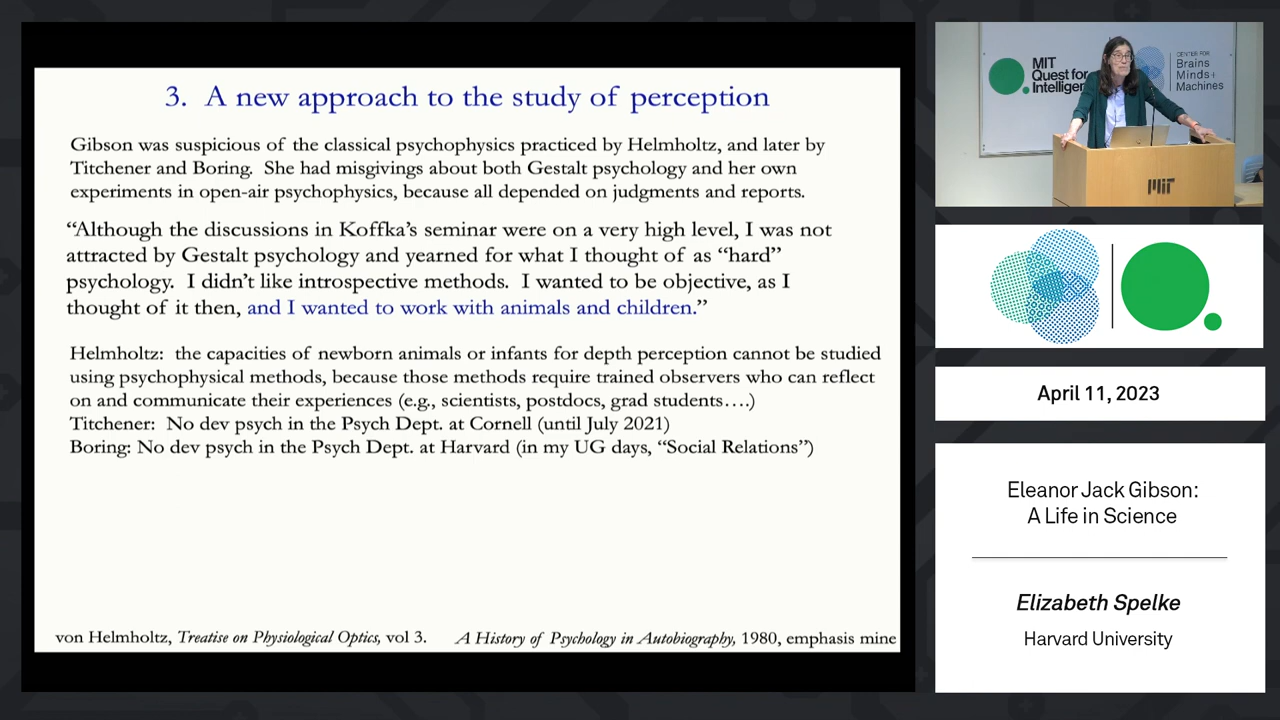 3. A new approach to the study of perception
Gibson was suspicious of the classical psychophysics practiced by Helmholtz, and later by
Titchener and Boring. She had misgivings about both Gestalt psychology and her own
experiments in open-air psychophysics, because all depended on judgments and reports.
“Although the discussions in Koffka’s seminar were on a very high level, I was not
attracted by Gestalt psychology and yearned for what I thought of as “hard”
psychology. I didn’t like introspective methods. I wanted to be objective, as I
thought of it then, and I wanted to work with animals and children.”
Helmholtz: the capacities of newborn animals or infants for depth perception cannot be studied
using psychophysical methods, because those methods require trained observers who can reflect
on and communicate their experiences (e.g., scientists, postdocs, grad students….)
Titchener: No dev psych in the Psych Dept. at Cornell (until July 2021)
Boring: No dev psych in the Psych Dept. at Harvard (in my UG days, “Social Relations”)
von Helmholtz, Treatise on Physiological Optics, vol 3. A History of Psychology in Autobiography, 1980, emphasis mine
MIT
Quest for
Intelligen
CENTER FOR
Brains
Minds+
Machines
MIT
April 11, 2023
Eleanor Jack Gibson:
A Life in Science
Elizabeth Spelke
Harvard University